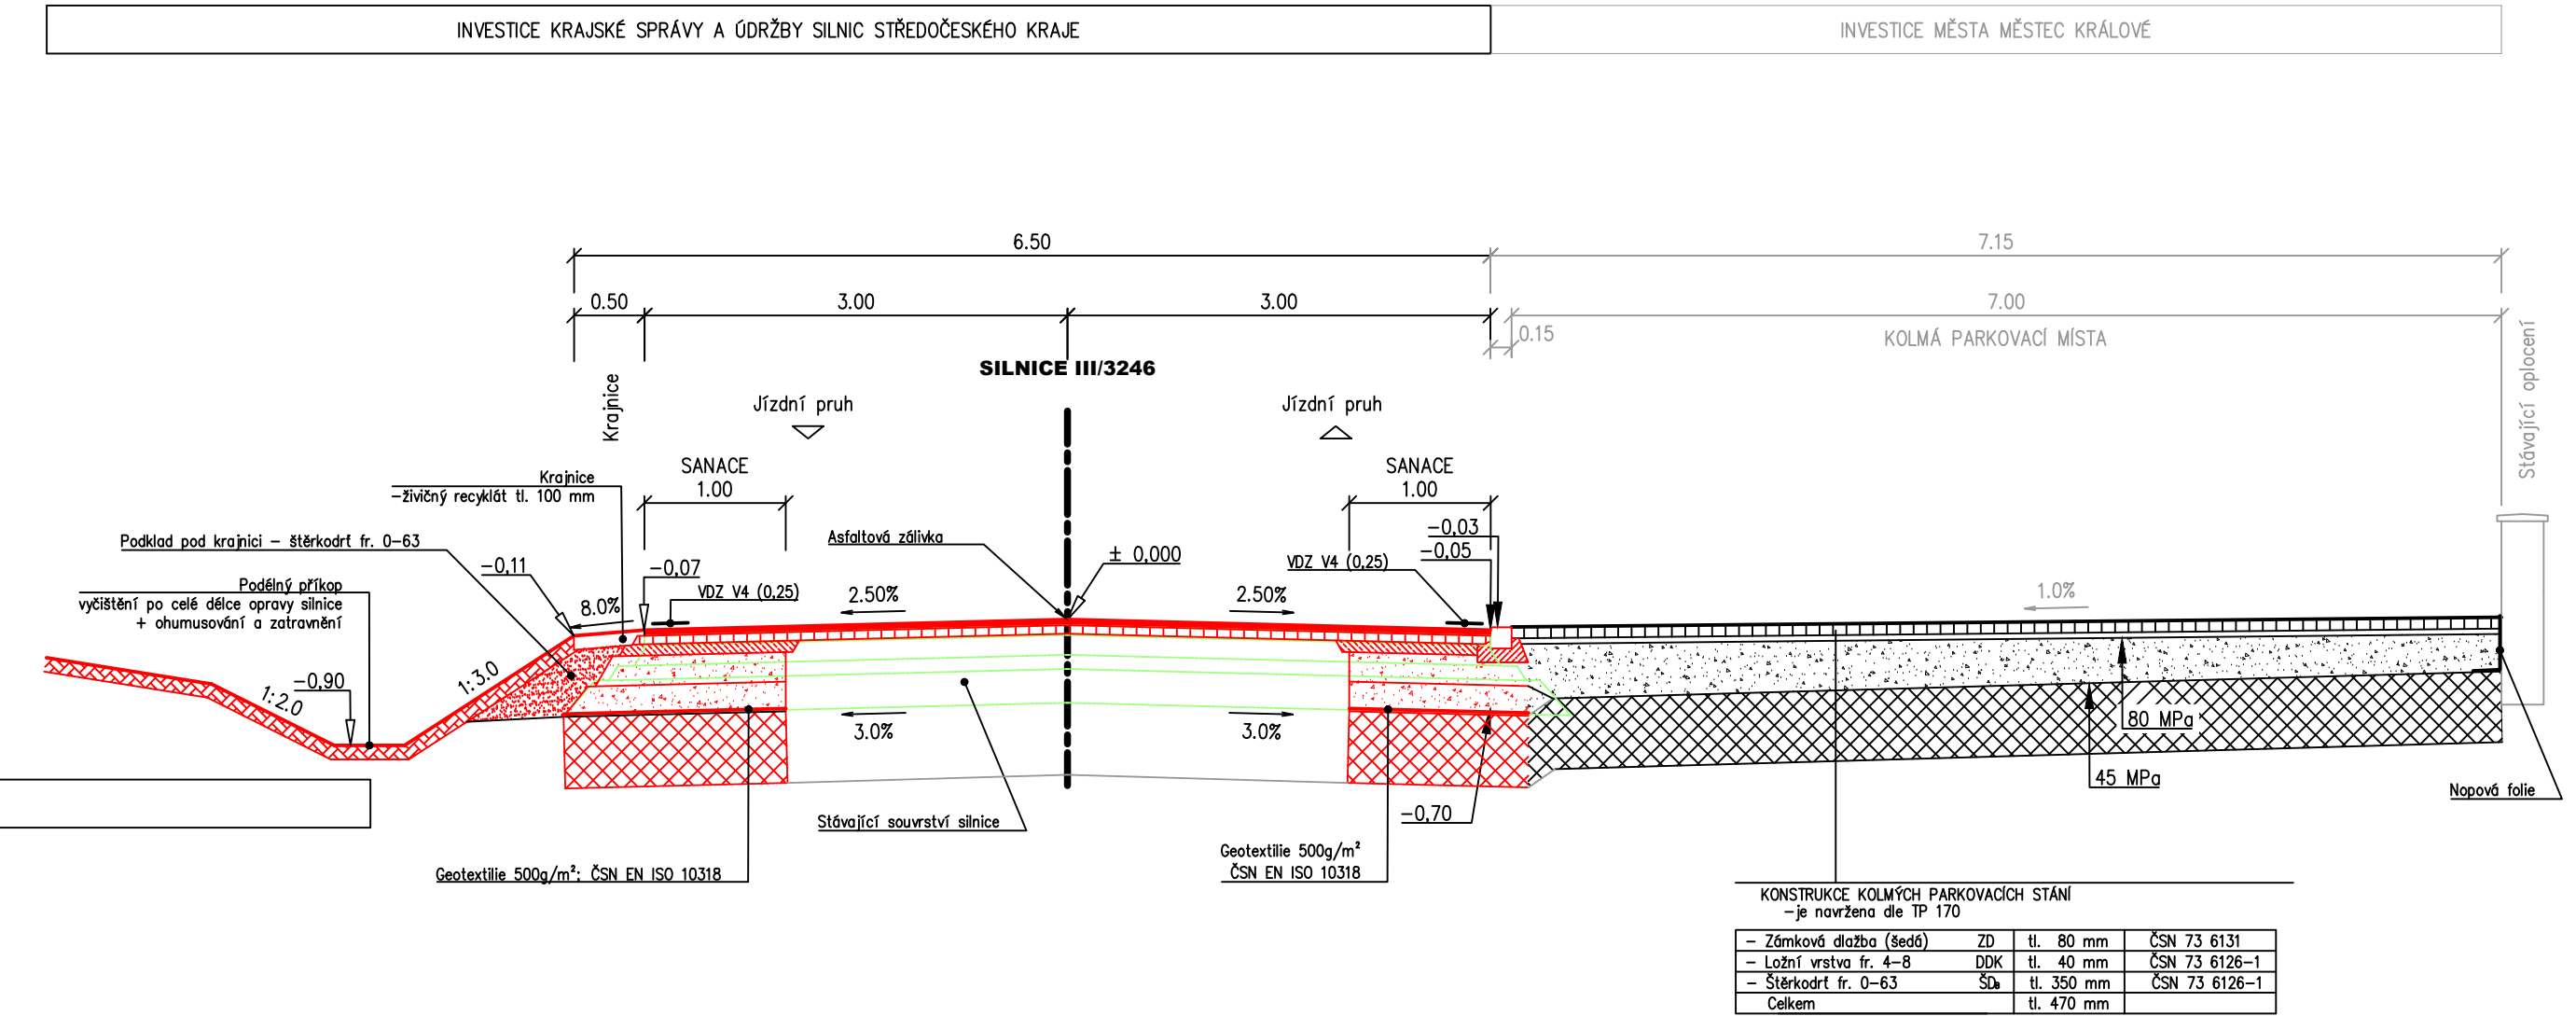 INVESTICE KRAJSKÉ SPRÁVY A ÚDRŽBY SILNIC STŘEDOČESKÉHO KRAJE
INVESTICE MĚSTA MĚSTEC KRÁLOVÉ
6.50
7.15
0.50
3.00
3.00
7.00
0.15
KOLMÁ PARKOVACÍ MÍSTA
Stávající oplocení
SILNICE III/3246
Krajnice
Jízdní pruh
Jízdní pruh
SANACE
1.00
SANACE
1.00
Krajnice
-živičný recyklát tl. 100 mm
Podklad pod krajnici - štěrkodrť fr. 0-63
Asfaltová zálivka
± 0,000
-0,03
-0,05
VDZ V4 (0,25)
-0,11
-0,07
VDZ V4 (0,25)
Podélný příkop
vyčištění po celé délce opravy silnice
+ ohumusování a zatravnění
8.0%
2.50%
2.50%
1.0%
1:3.0
1:2.0
-0,90
3.0%
3.0%
80 MPa
45 MPa
Nopová folie
-0,70
Stávající souvrství silnice
Geotextilie 500g/m²; ČSN EN ISO 10318
Geotextilie 500g/m²
ČSN EN ISO 10318
KONSTRUKCE KOLMÝCH PARKOVACÍCH STÁNÍ
-je navržena dle TP 170
- Zámková dlažba (šedá) ZD tl. 80 mm ČSN 73 6131
- Ložní vrstva fr. 4-8 DDK tl. 40 mm ČSN 73 6126-1
- Štěrkodrť fr. 0-63 ŠDB tl. 350 mm ČSN 73 6126-1
Celkem tl. 470 mm